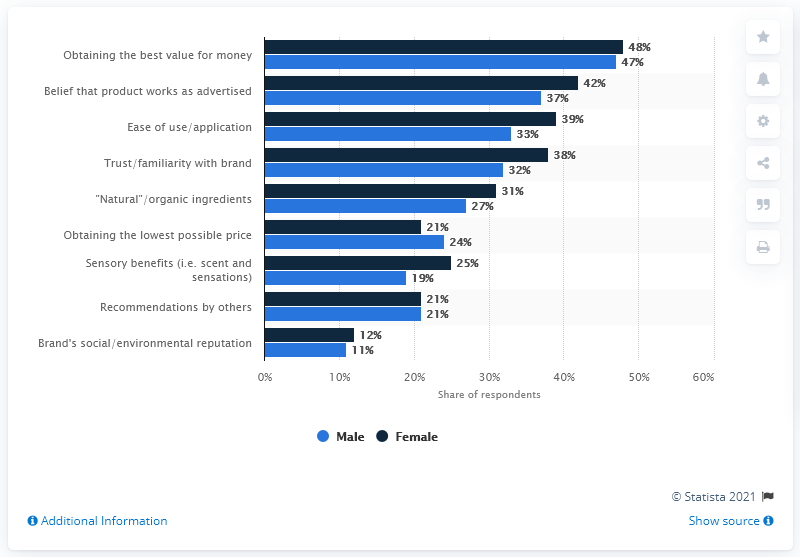 Obtaining the best value for money
48%
47%
Belief that product works as advertised
42%
37%
Ease of use/application
39%
33%
Trust/familiarity with brand
38%
32%
"Natural"/organic ingredients
31%
27%
Obtaining the lowest possible price
21%
24%
Sensory benefits (i.e. scent and
sensations)
25%
19%
Recommendations by others
21%
21%
Brand's social/environmental reputation
12%
11%
0% 10% 20% 30% 40% 50% 60%
Share of respondents
Male Female
© Statista 2021
Additional Information Show source